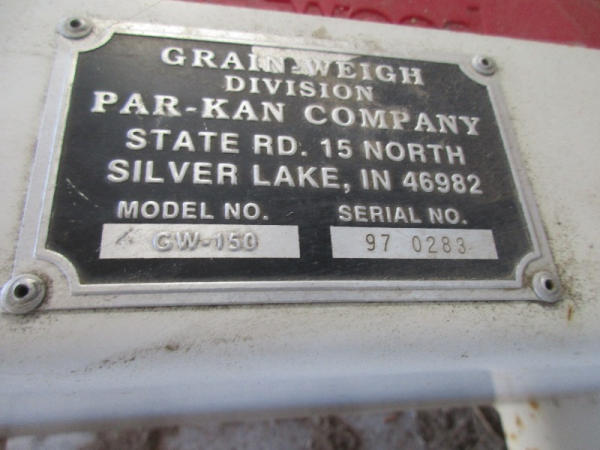 GRAIN-WEIGH
DIVISION
PAR-KAN COMPANY
STATE RD. 15 NORTH
SILVER LAKE, IN 46982
MODEL NO. SERIAL NO.
GW-150 97 0283